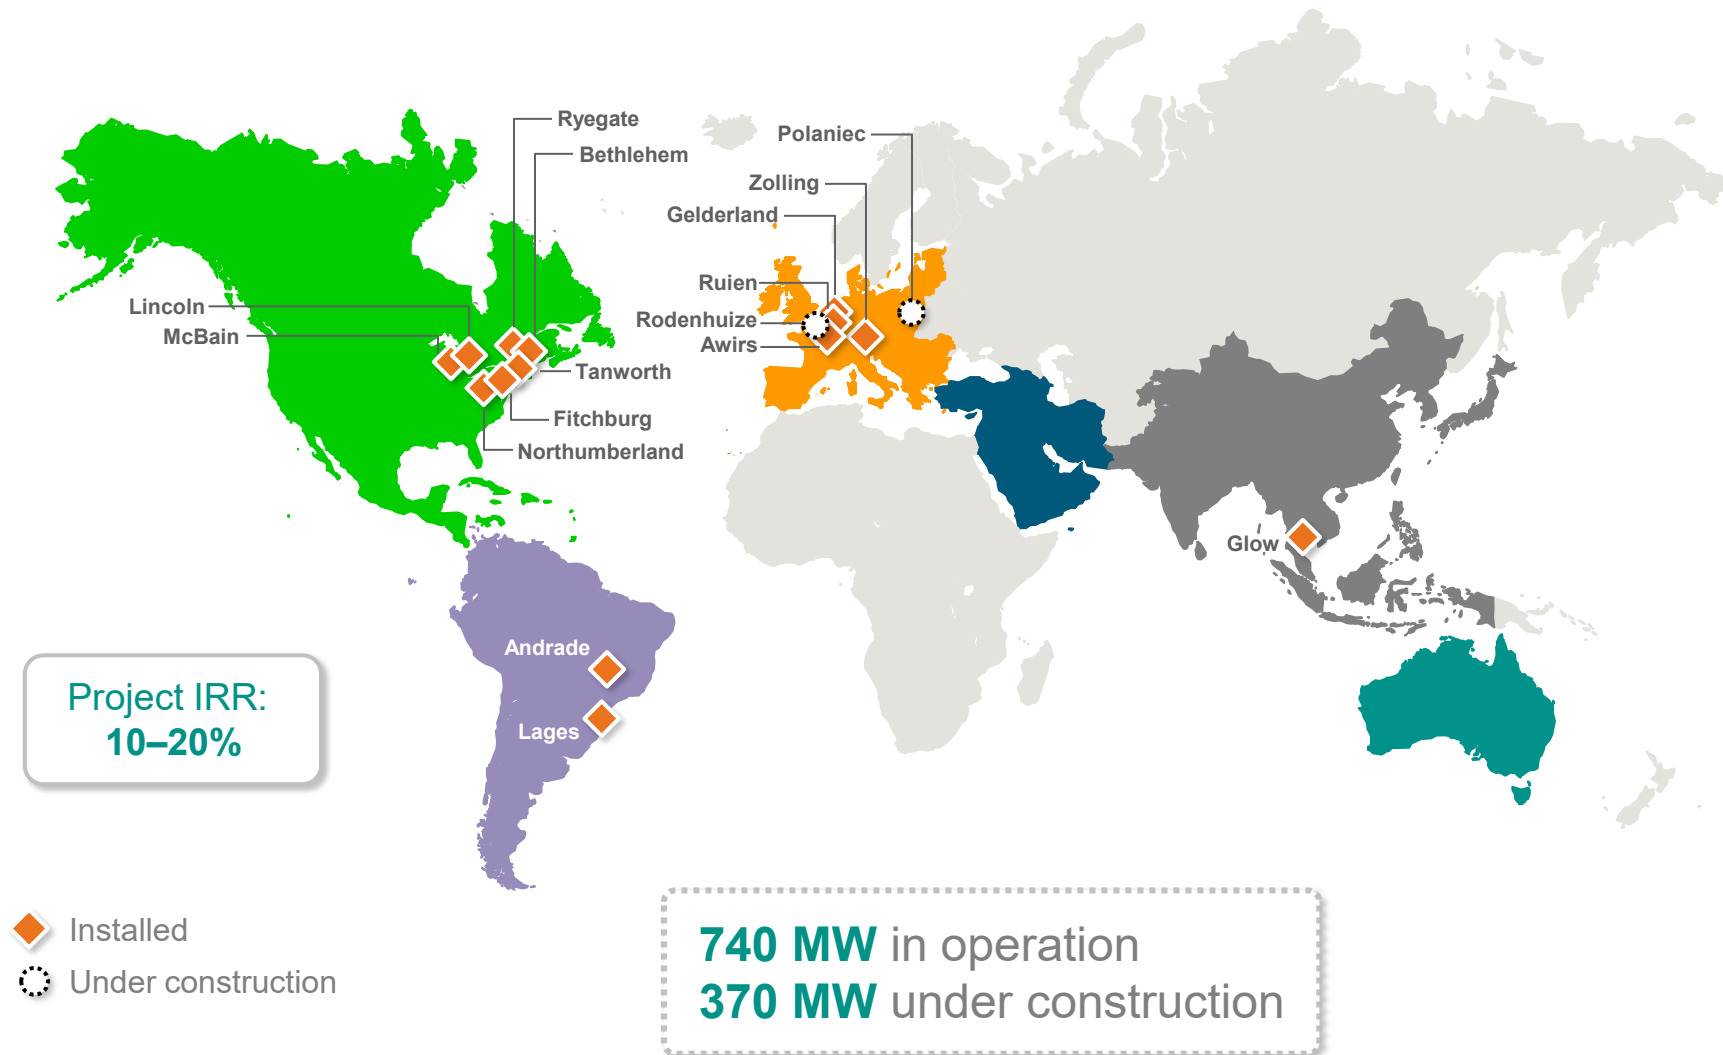 Ryegate
Bethlehem
Polaniec
Zolling
Gelderland
Ruien
Rodenhuize
Awirs
Lincoln
McBain
Tanworth
Fitchburg
Northumberland
Glow
Andrade
Lages
Project IRR:
10–20%
Installed
Under construction
740 MW in operation
370 MW under construction